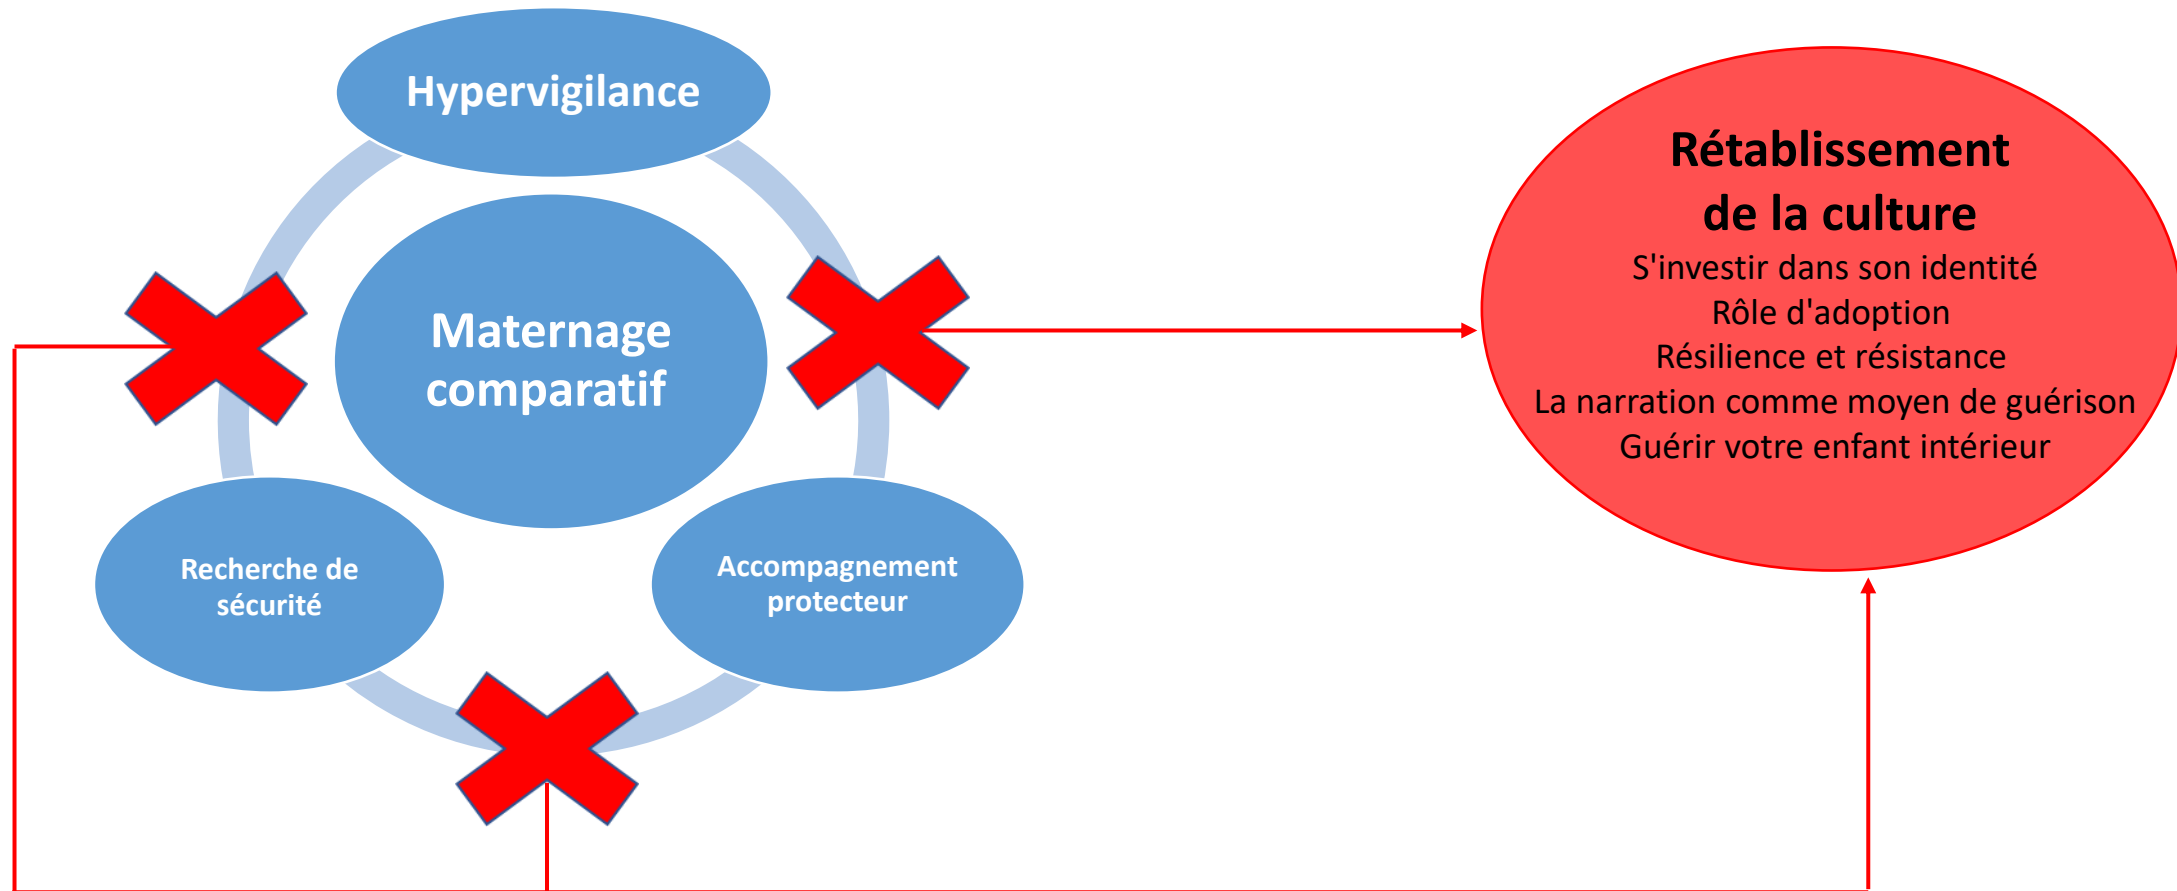 Hypervigilance
Maternage
comparatif
Recherche de
sécurité
Accompagnement
protecteur
Rétablissement
de la culture
S'investir dans son identité
Rôle d'adoption
Résilience et résistance
La narration comme moyen de guérison
Guérir votre enfant intérieur